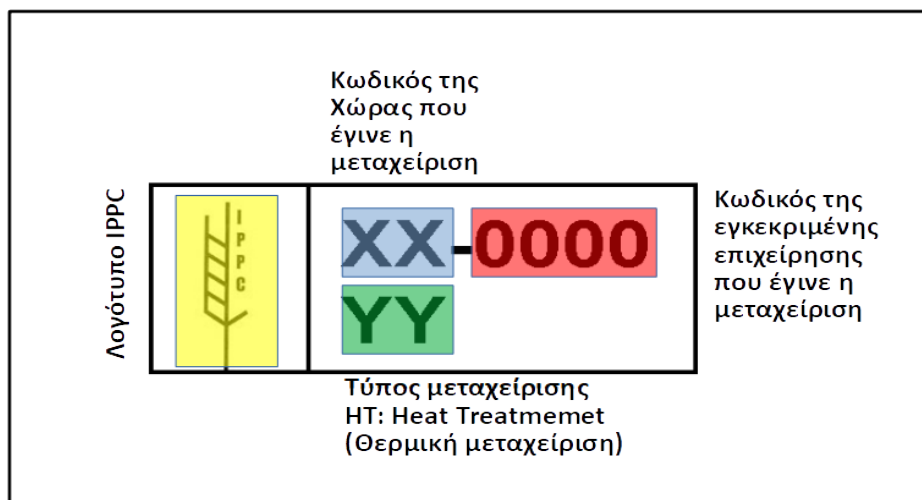 Κωδικός της
Χώρας που
έγινε η
μεταχείριση
Λογότυπο IPPC
IPPC
XX-0000
YY
Κωδικός της
εγκεκριμένης
επιχείρησης
που έγινε η
μεταχείριση
Τύπος μεταχείρισης
HT: Heat Treatmemet
(Θερμική μεταχείριση)